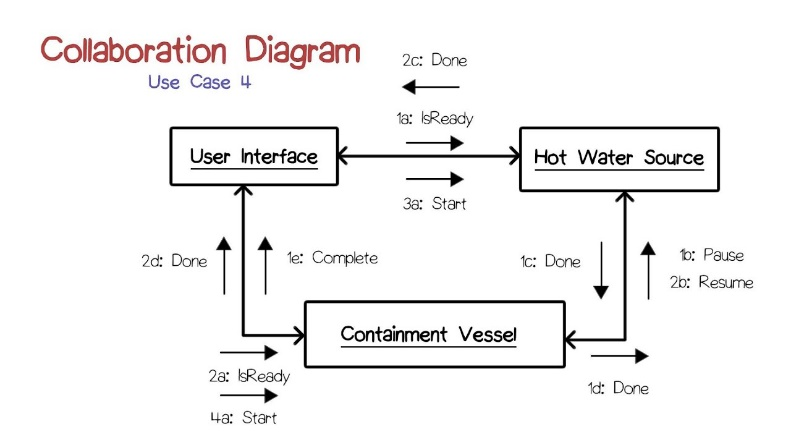 Collaboration Diagram
Use Case 4
2c: Done
1a: IsReady
User Interface
Hot Water Source
3a: Start
2d: Done
1e: Complete
1c: Done
1b: Pause
2b: Resume
Containment Vessel
2a: IsReady
1d: Done
4a: Start